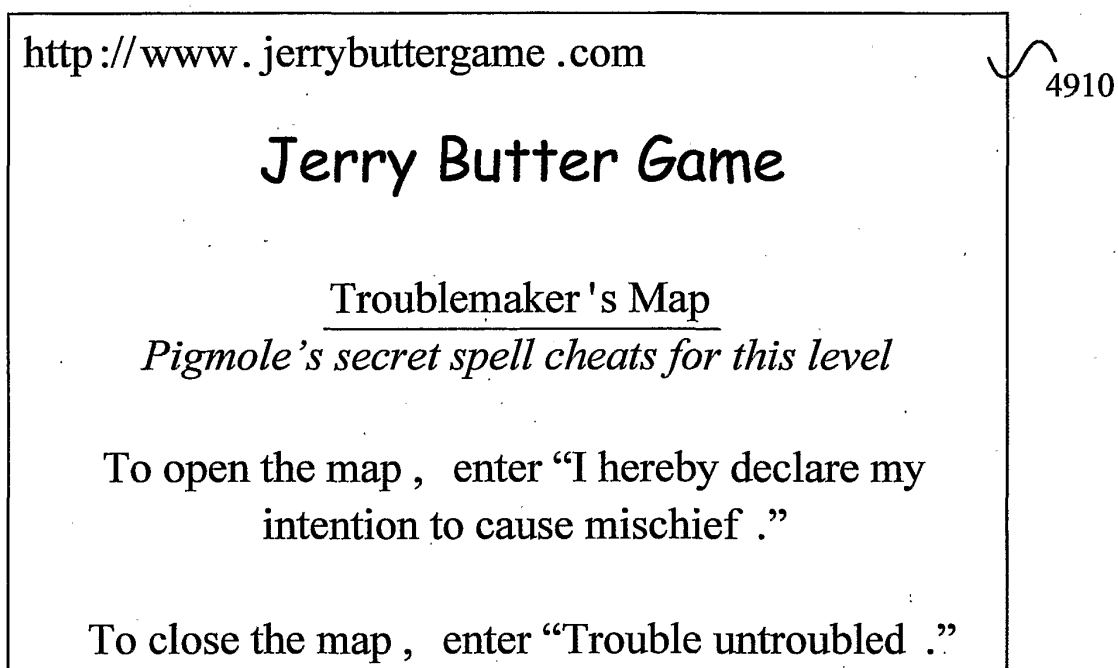 http://www.jerrybuttergame.com
4910
Jerry Butter Game
Troublemaker's Map
Pigmole's secret spell cheats for this level
To open the map, enter “I hereby declare my
intention to cause mischief.”
To close the map, enter “Trouble untroubled.”